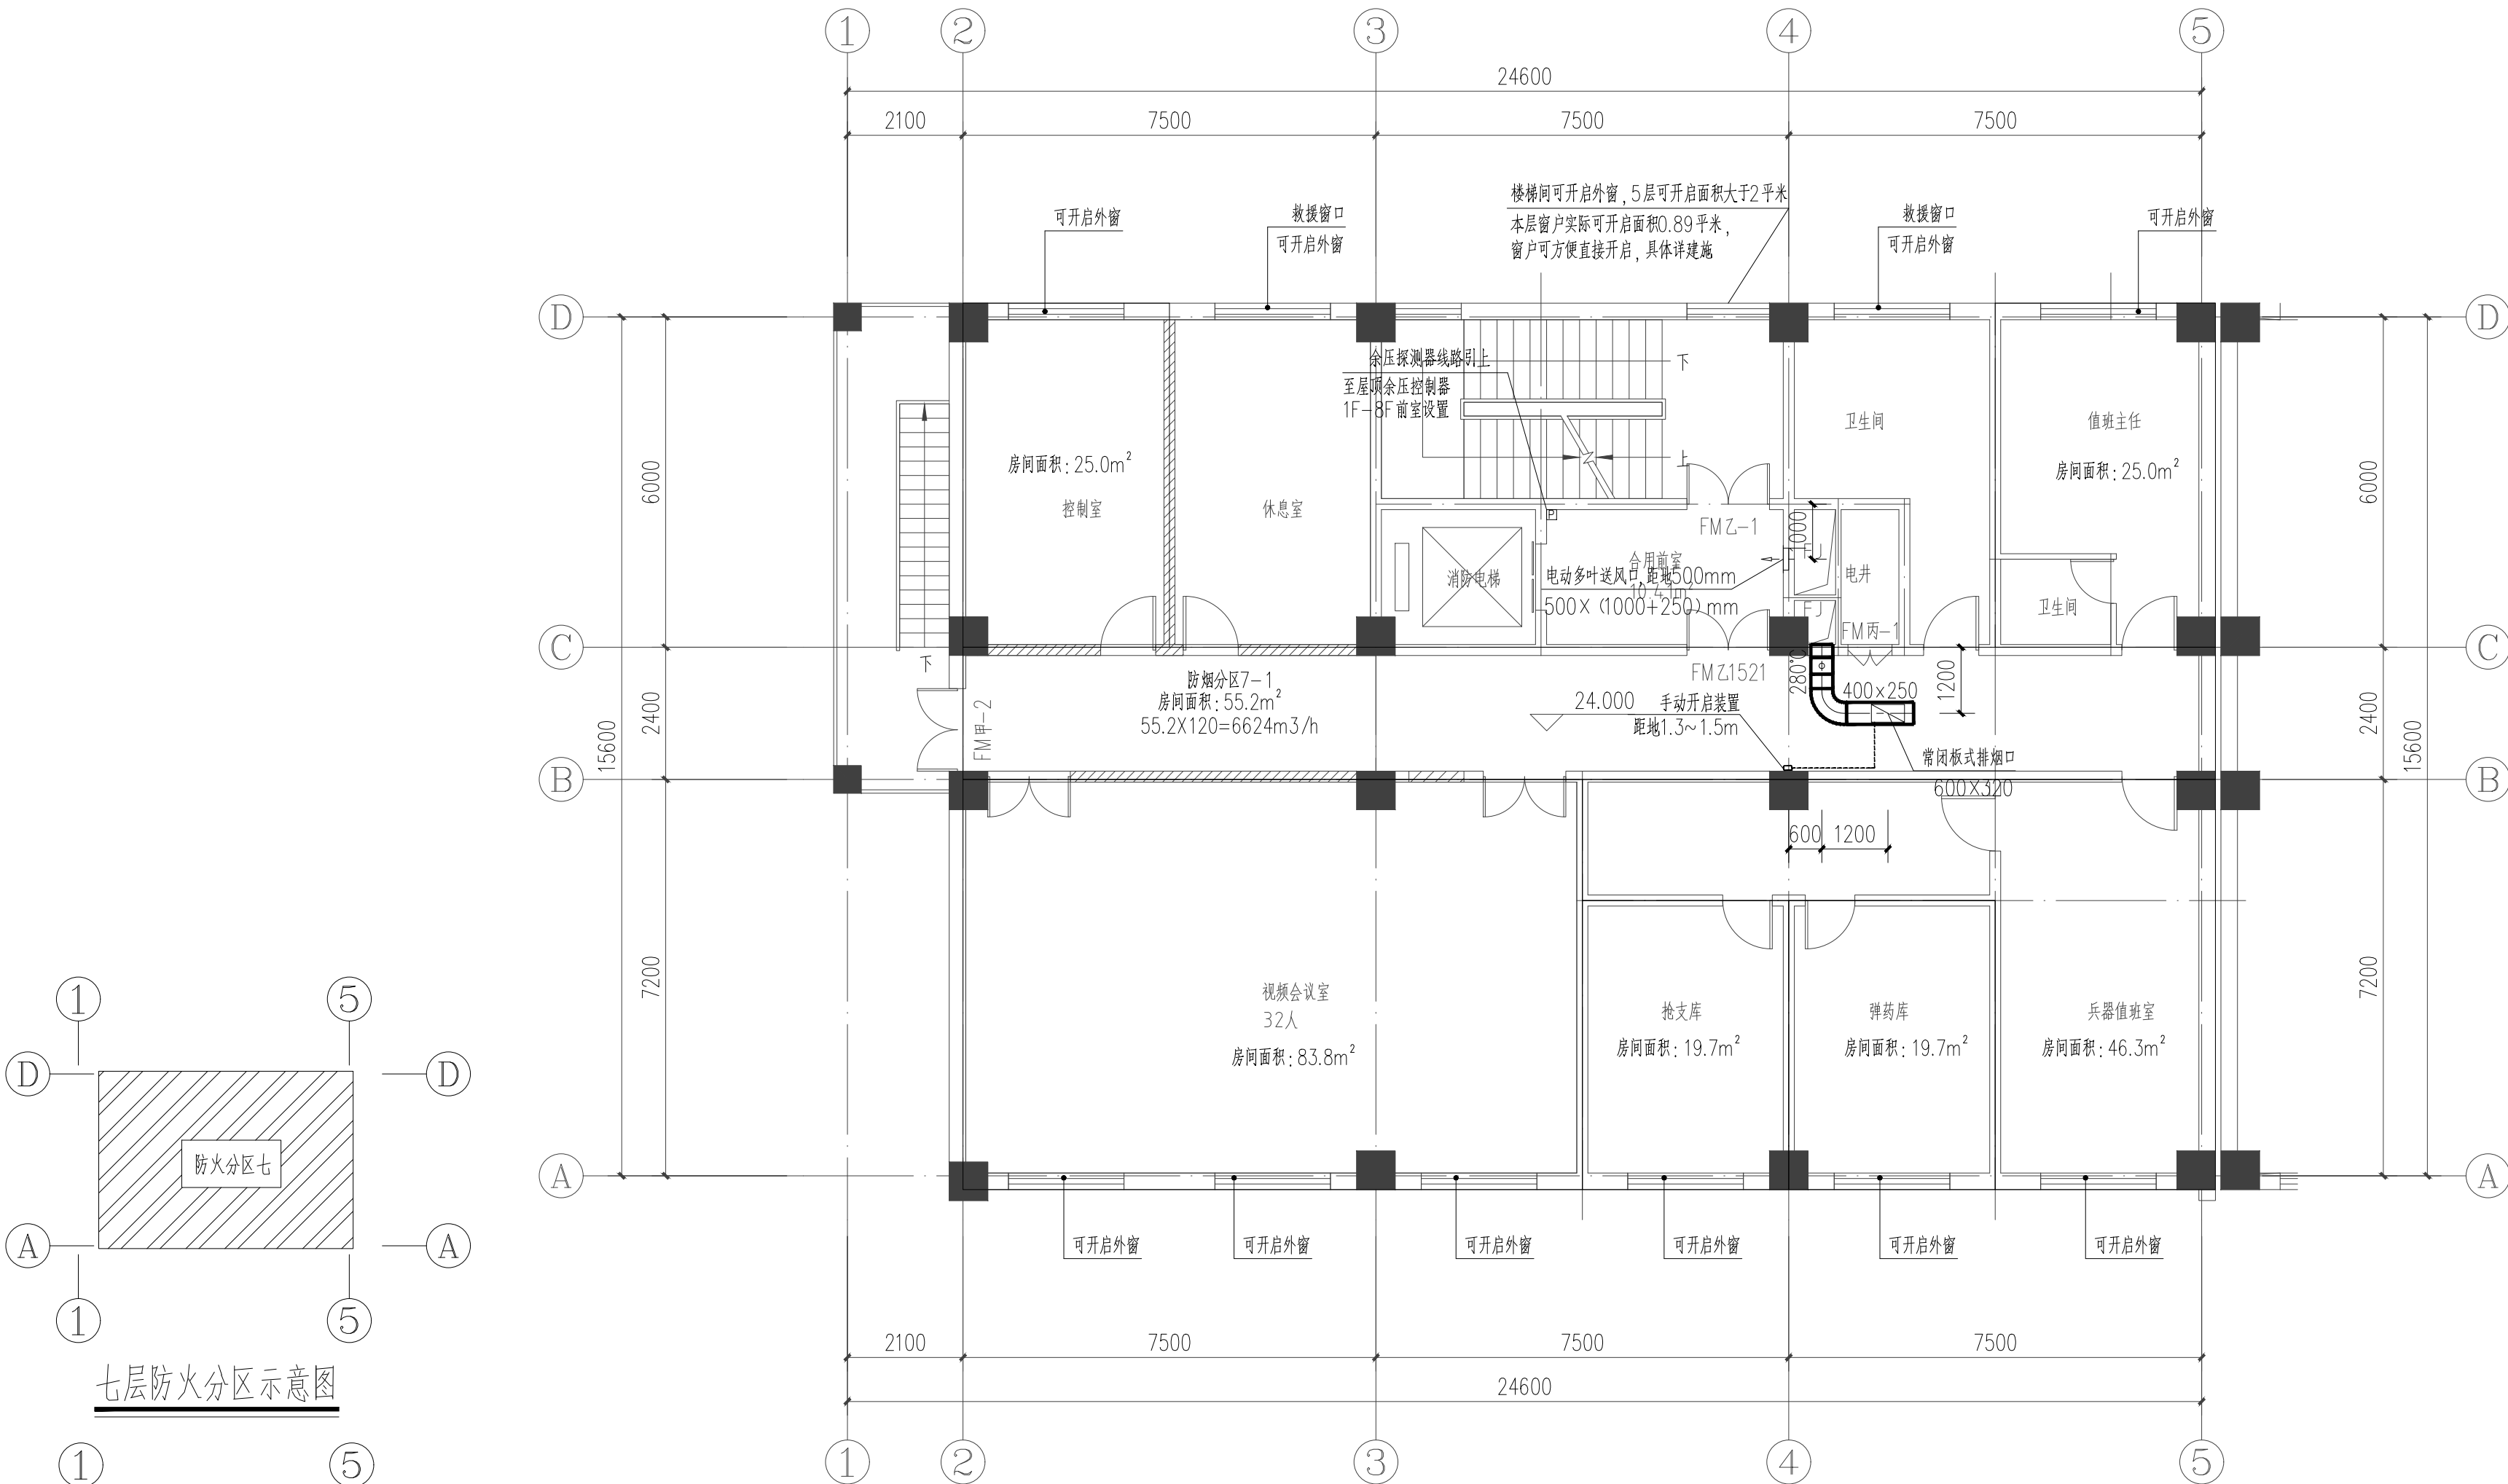 1
2
3
4
5
24600
2100
7500
7500
7500
楼梯间可开启外窗,5层可开启面积大于2平米
本层窗户实际可开启面积0.89平米,
窗户可方便直接开启,具体详建施
可开启外窗
救援窗口
可开启外窗
救援窗口
可开启外窗
可开启外窗
D
D
余压探测器线路引上
至屋顶余压控制器
1F-8F前室设置
下
上
卫生间
值班主任
房间面积:25.0m²
房间面积:25.0m²
控制室
休息室
6000
6000
FM乙-1
1000
P
合用前室
10.41m²
FJ
电井
消防电梯
电动多叶送风口,距地500mm
500X(1000+250)mm
FJ
卫生间
FM丙-1
C
C
下
FM乙1521
280℃
400×250
1200
防烟分区7-1
房间面积:55.2m²
55.2X120=6624m3/h
24.000
手动开启装置
距地1.3~1.5m
FM甲-2
2400
15600
2400
15600
常闭板式排烟口
600X320
B
B
600
1200
7200
7200
视频会议室
32人
房间面积:83.8m²
抢支库
房间面积:19.7m²
弹药库
房间面积:19.7m²
兵器值班室
房间面积:46.3m²
A
A
可开启外窗
可开启外窗
可开启外窗
可开启外窗
可开启外窗
可开启外窗
2100
7500
7500
7500
24600
1
2
3
4
5
1
5
D
D
防火分区七
A
A
1
5
七层防火分区示意图
1
5